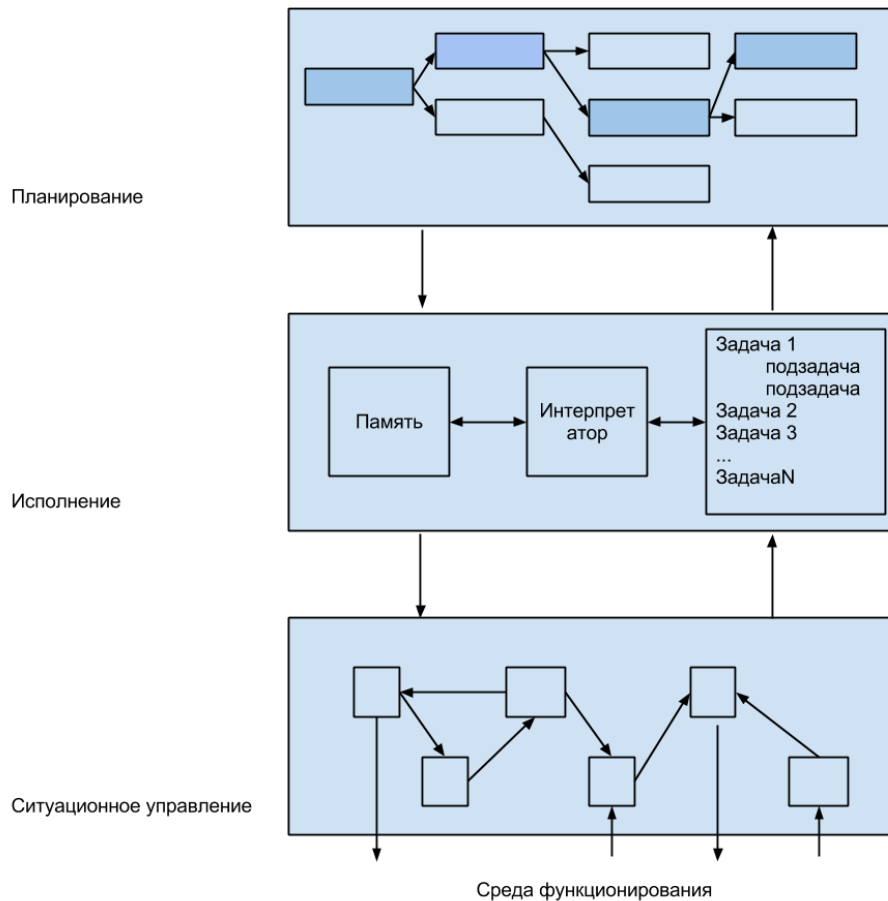 Планирование
Задача 1
подзадача
подзадача
Задача 2
Задача 3
...
ЗадачаN
Память
Интерпрет
атор
Исполнение
Ситуационное управление
Среда функционирования